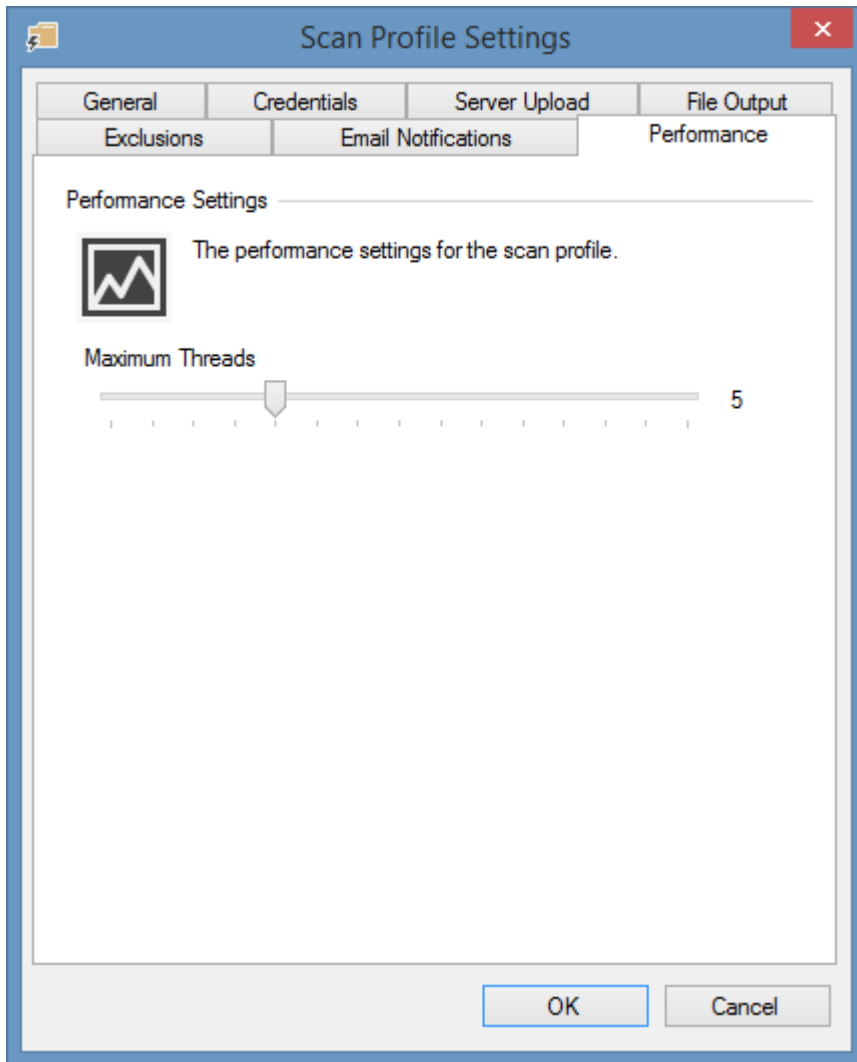 Scan Profile Settings
General Credentials Server Upload File Output
Exclusions Email Notifications Performance
Performance Settings
The performance settings for the scan profile.
Maximum Threads
5
OK Cancel